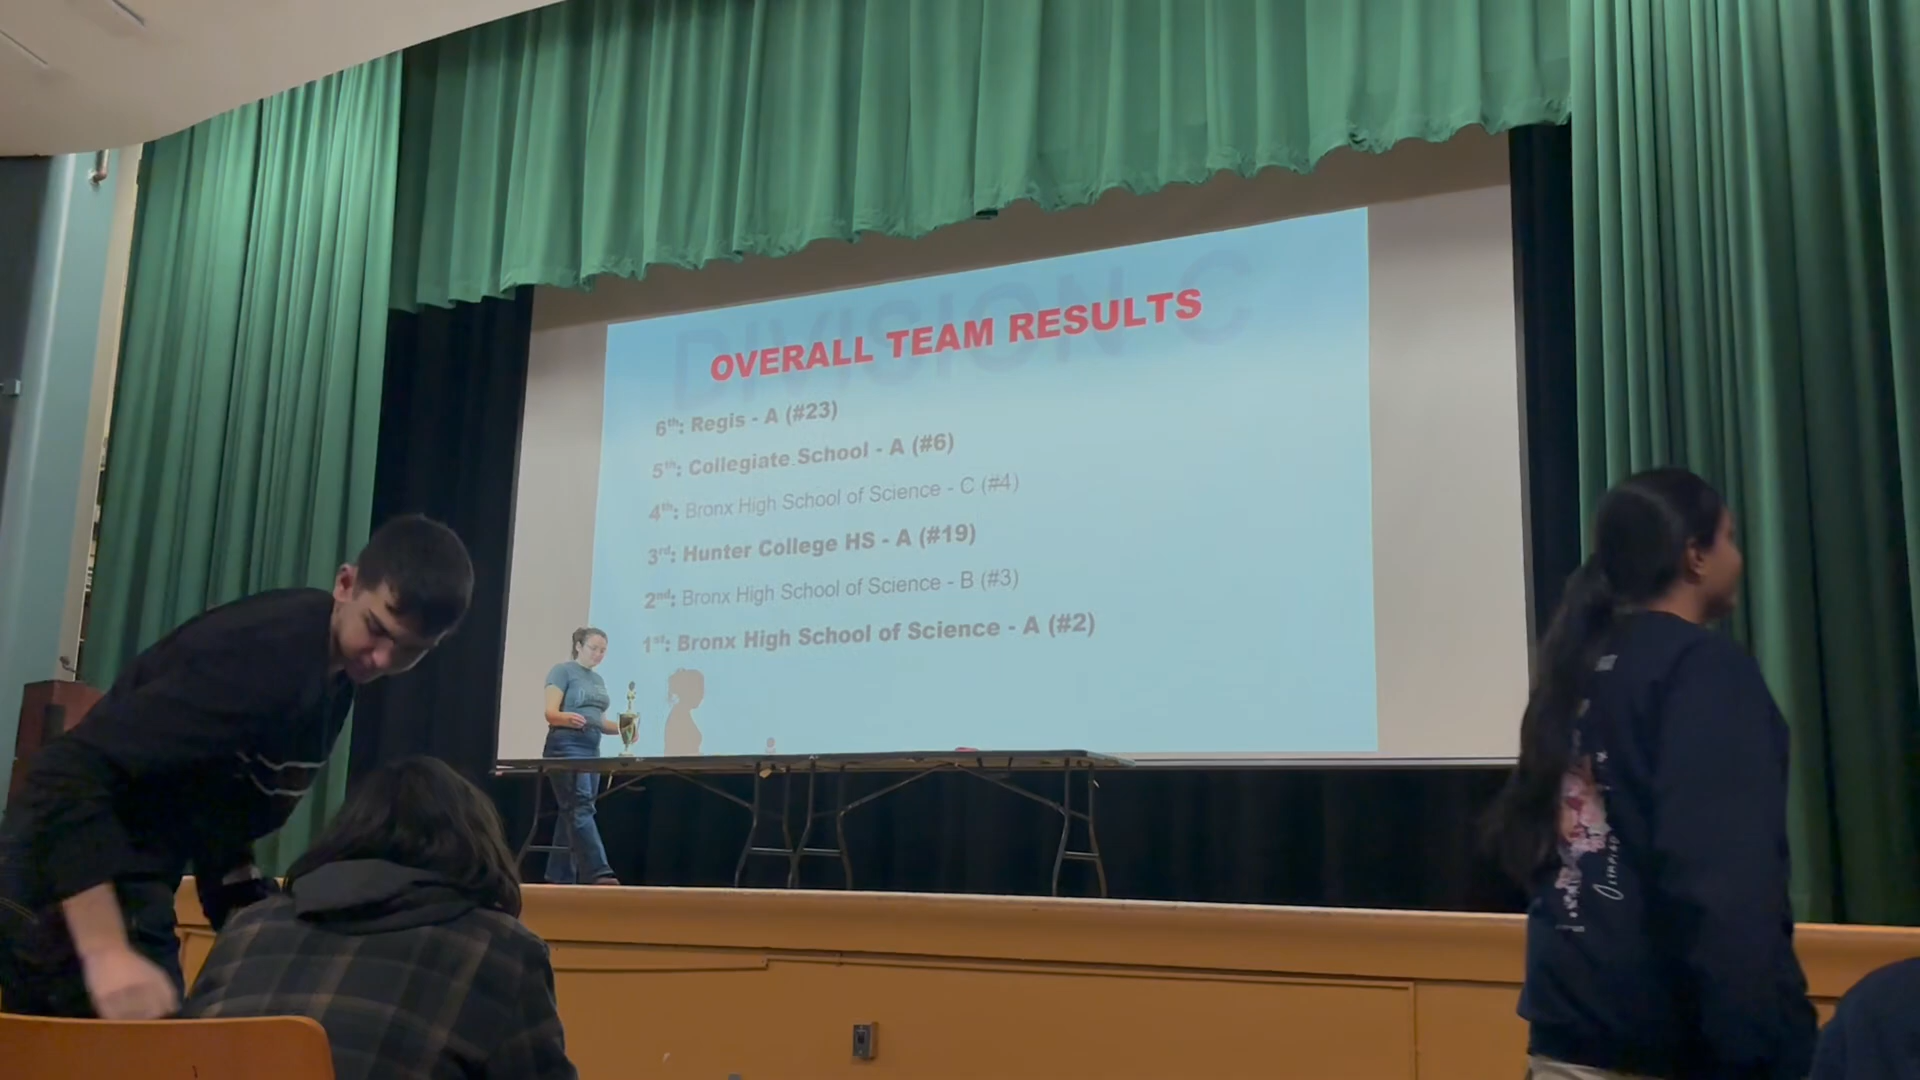 DIVISION C
OVERALL TEAM RESULTS
6th: Regis - A (#23)
5th: Collegiate School - A (#6)
4th: Bronx High School of Science - C (#4)
3rd: Hunter College HS - A (#19)
2nd: Bronx High School of Science - B (#3)
1st: Bronx High School of Science - A (#2)